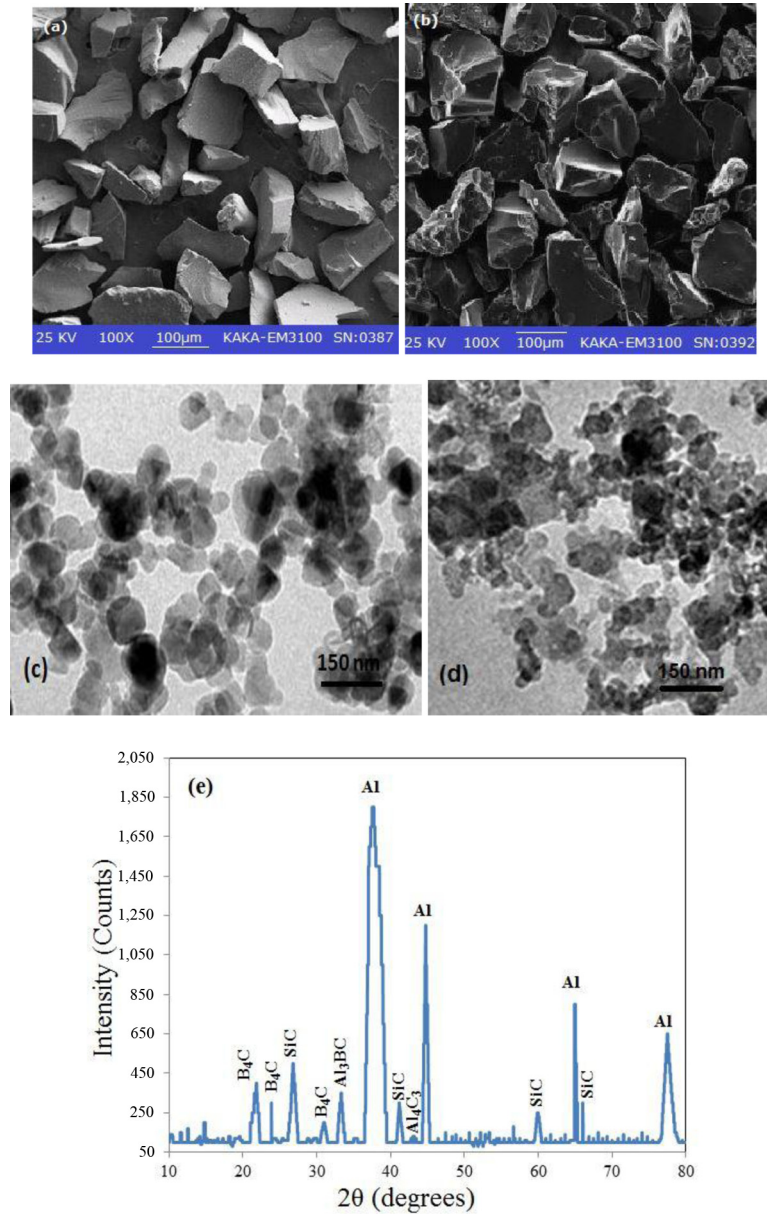 (a)
(b)
25 KV 100X 100µm KAKA-EM3100 SN:0387
25 KV 100X 100µm KAKA-EM3100 SN:0392
(c)
150 nm
(d)
150 nm
(e)
2,050
1,850
1,650
1,450
1,250
1,050
850
650
450
250
50
Intensity (Counts)
B₄C
B₄C
SiC
B₄C
Al₃BC
Al
SiC
Al₄C₃
Al
SiC
Al
SiC
Al
10 20 30 40 50 60 70 80
2θ (degrees)